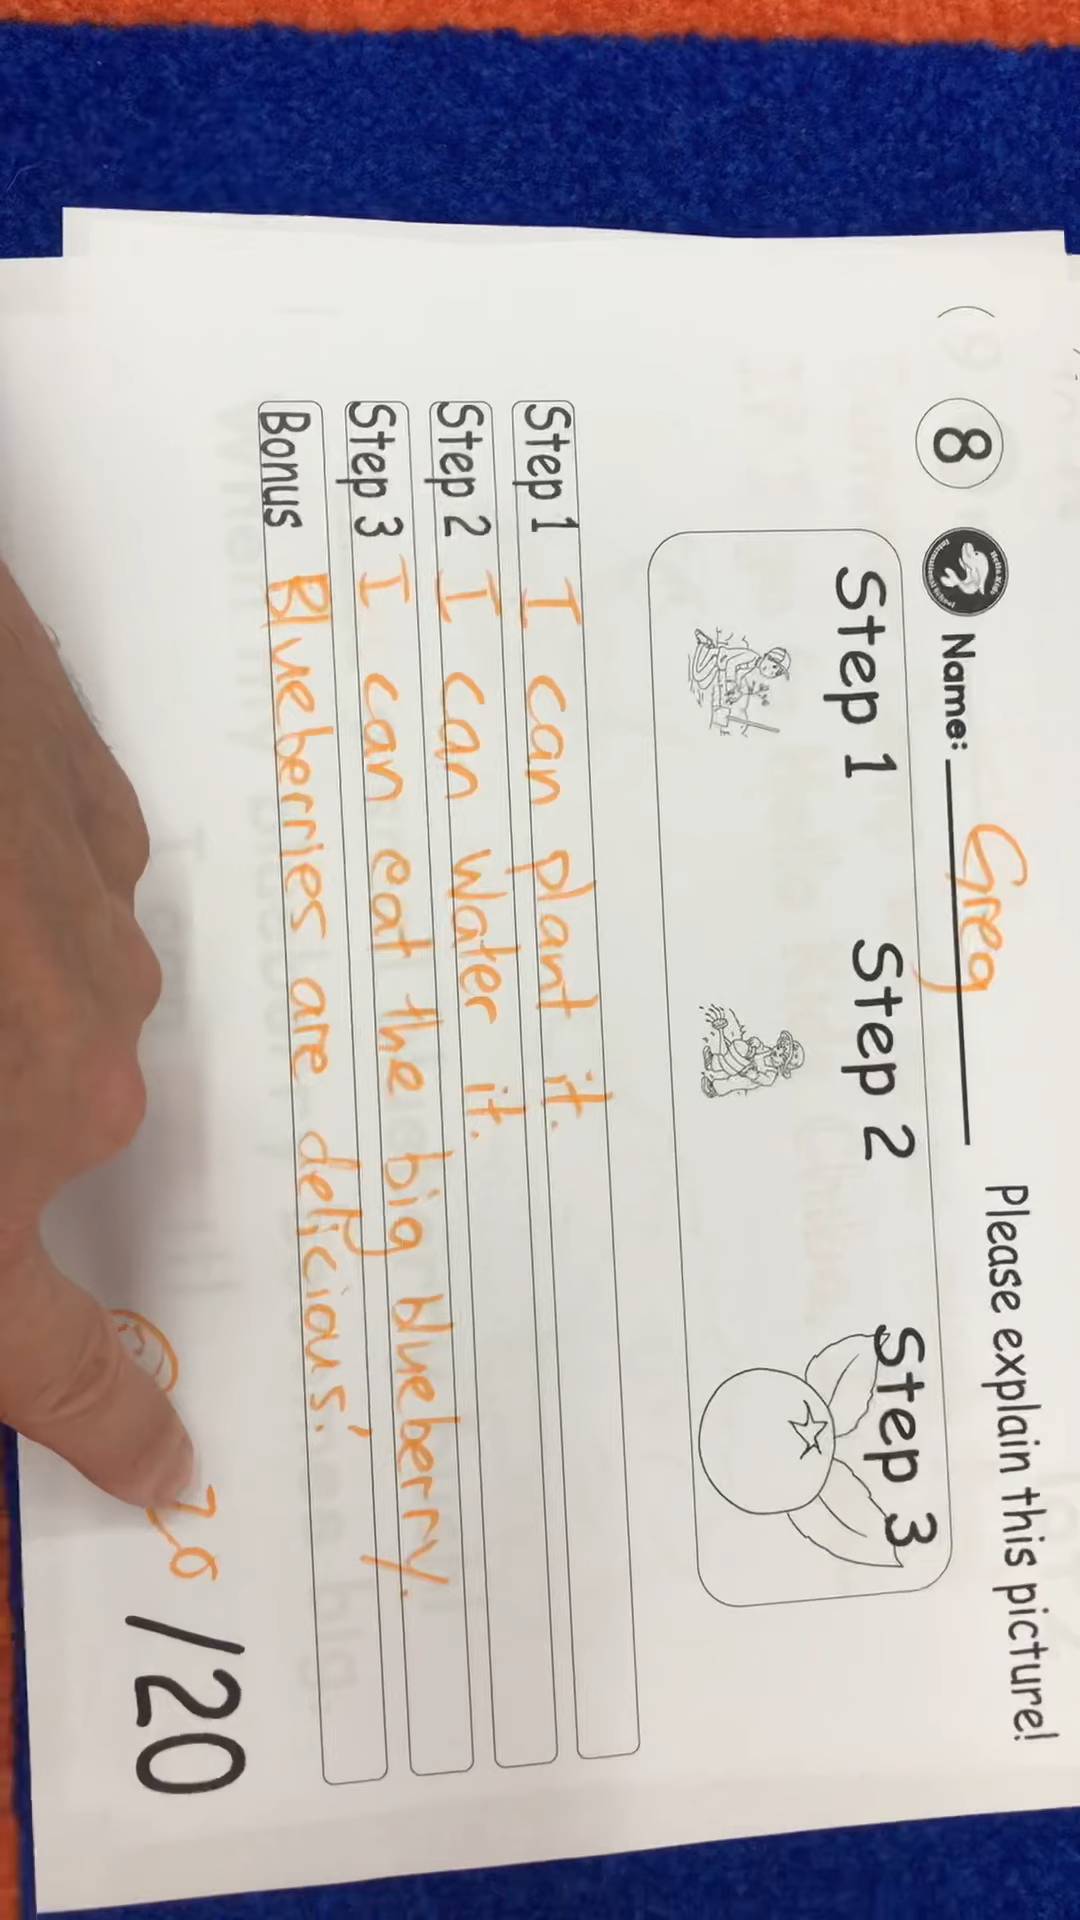 8 Name: Greg Please explain this picture!
Step 1 Step 2 Step 3
Step 1 I can plant it.
Step 2 I can water it.
Step 3 I can eat the big blueberry.
Bonus Blueberries are delicious.
20 /20